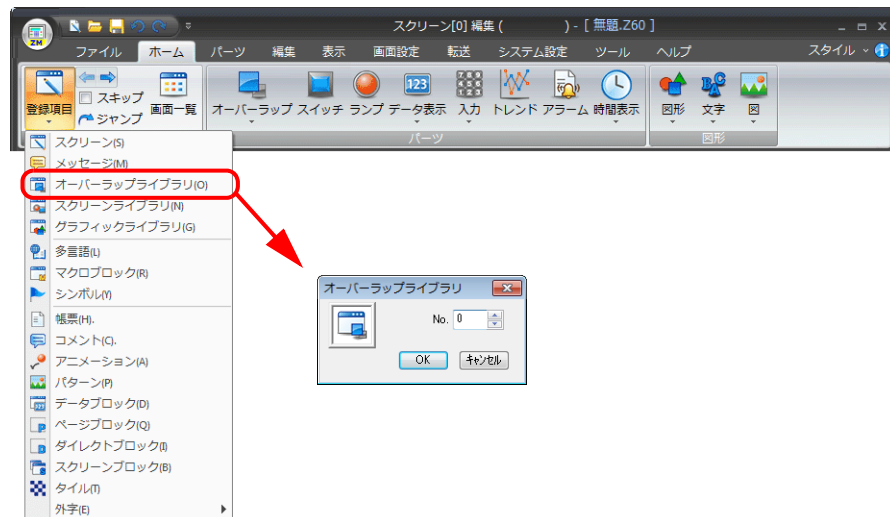 スクリーン[0] 編集 ( ) - [ 無題.Z60 ]
ZM
ファイル ホーム パーツ 編集 表示 画面設定 転送 システム設定 ツール ヘルプ スタイル
登録項目 スキップ ジャンプ 画面一覧 オーバーラップ スイッチ ランプ データ表示 入力 トレンド アラーム 時間表示 図形 文字 図
123
パーツ 図形
スクリーン(S)
メッセージ(M)
オーバーラップライブラリ(O)
スクリーンライブラリ(N)
グラフィックライブラリ(G)
多言語(L)
マクロブロック(R)
シンボル(Y)
帳票(H).
コメント(C).
アニメーション(A)
パターン(P)
データブロック(D)
ページブロック(Q)
ダイレクトブロック(I)
スクリーンブロック(B)
タイル(T)
外字(E)
オーバーラップライブラリ
No. 0
OK キャンセル